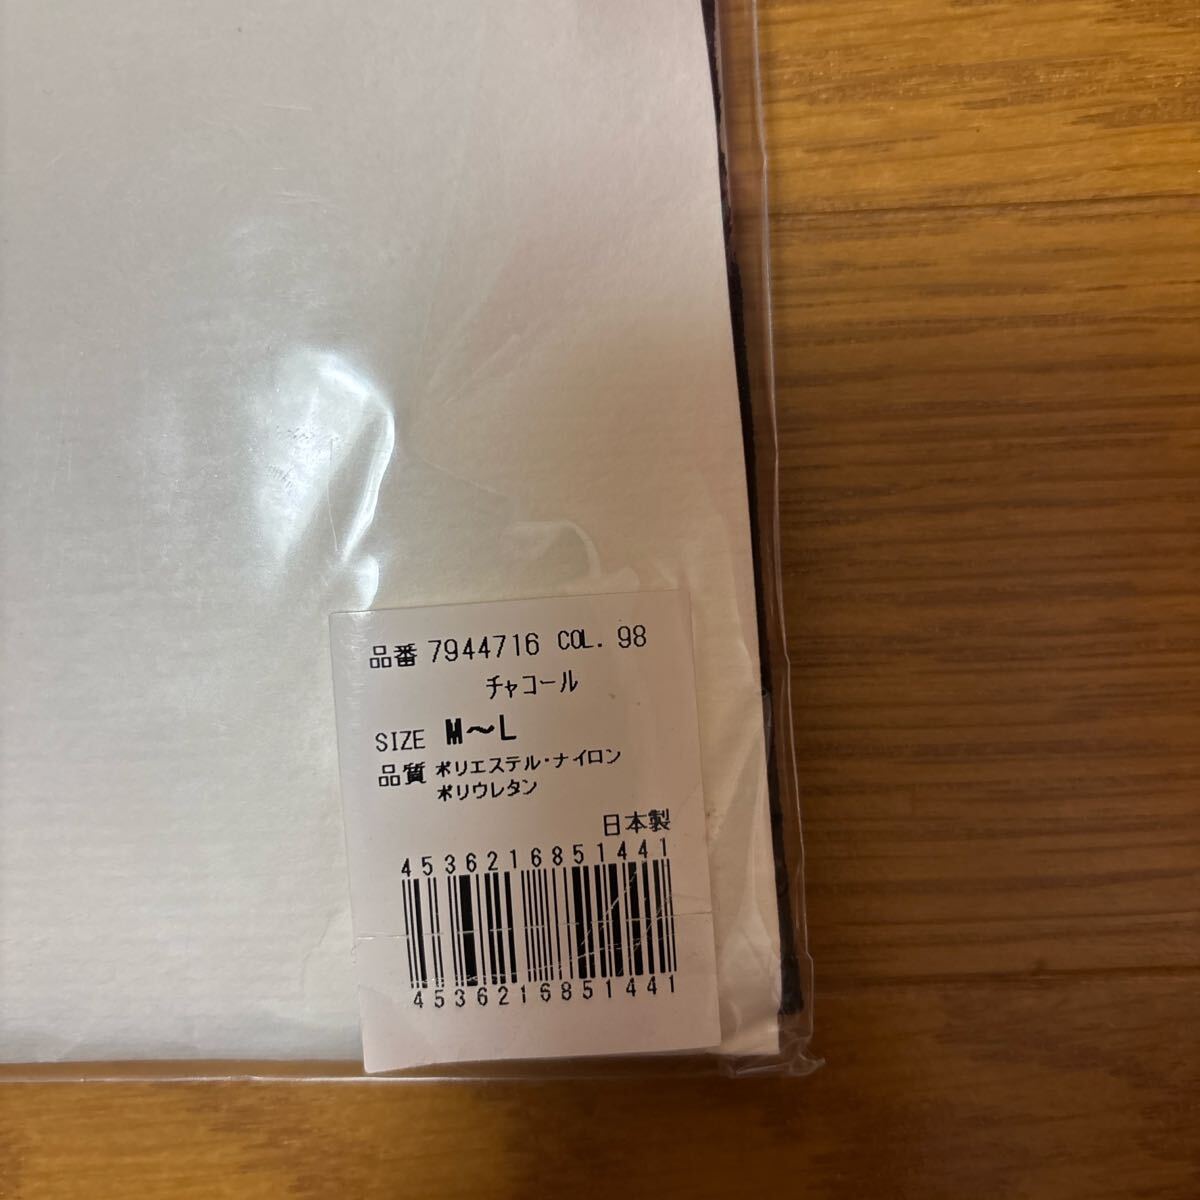 品番 7944716 COL. 98
チャコール
SIZE M～L
品質 ポリエステル・ナイロン
ポリウレタン
日本製
4536216851441
4536216851441